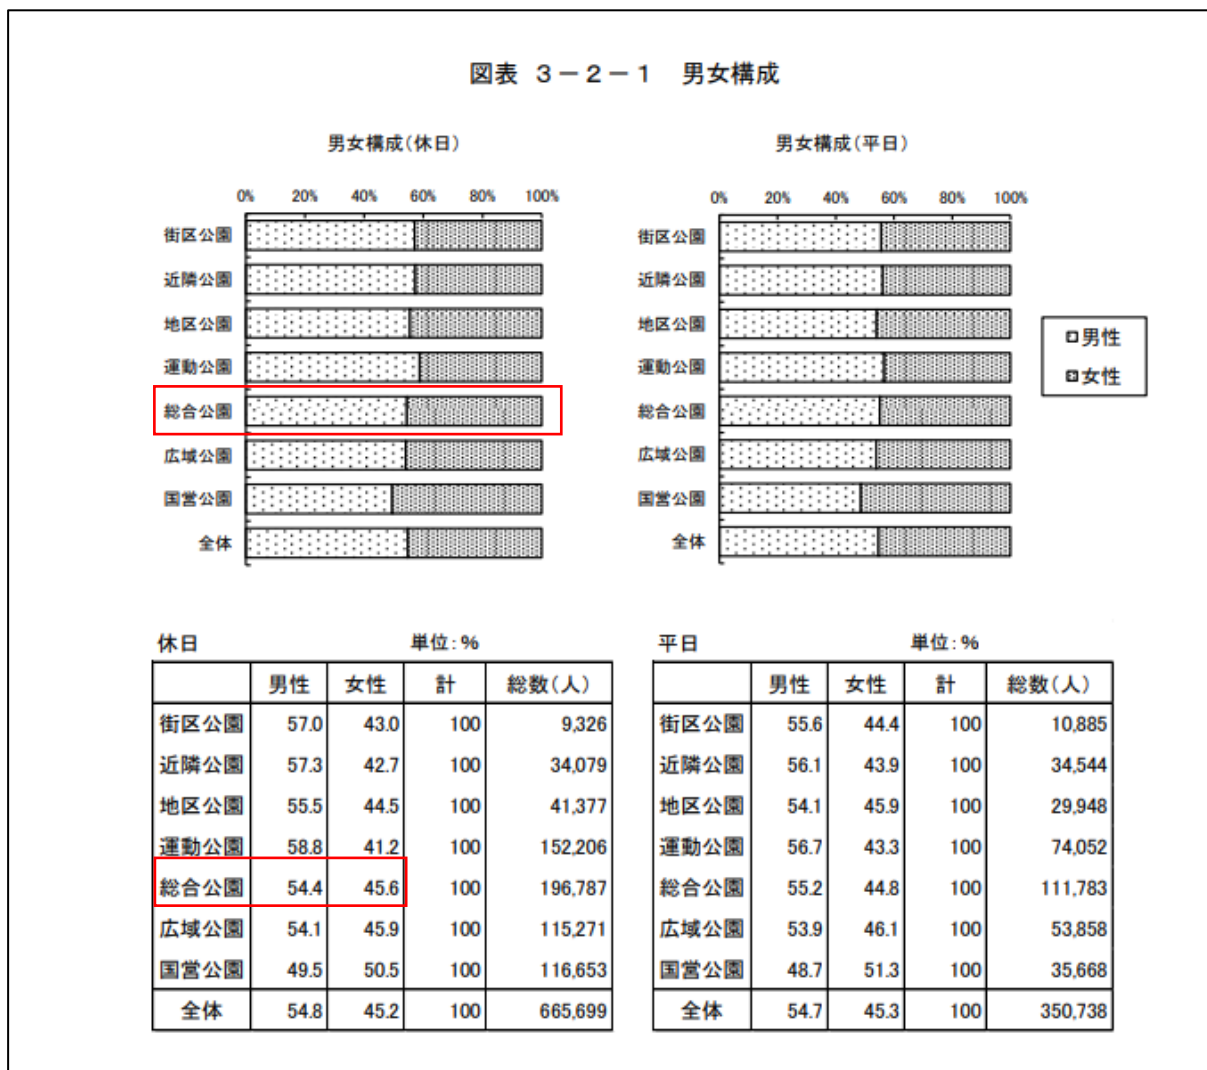 図表 3-2-1 男女構成
男女構成(休日)
0% 20% 40% 60% 80% 100%
街区公園
近隣公園
地区公園
運動公園
総合公園
広域公園
国営公園
全体
男女構成(平日)
0% 20% 40% 60% 80% 100%
街区公園
近隣公園
地区公園
運動公園
総合公園
広域公園
国営公園
全体
男性
女性
休日 単位:%
男性 女性 計 総数(人)
街区公園 57.0 43.0 100 9,326
近隣公園 57.3 42.7 100 34,079
地区公園 55.5 44.5 100 41,377
運動公園 58.8 41.2 100 152,206
総合公園 54.4 45.6 100 196,787
広域公園 54.1 45.9 100 115,271
国営公園 49.5 50.5 100 116,653
全体 54.8 45.2 100 665,699
平日 単位:%
男性 女性 計 総数(人)
街区公園 55.6 44.4 100 10,885
近隣公園 56.1 43.9 100 34,544
地区公園 54.1 45.9 100 29,948
運動公園 56.7 43.3 100 74,052
総合公園 55.2 44.8 100 111,783
広域公園 53.9 46.1 100 53,858
国営公園 48.7 51.3 100 35,668
全体 54.7 45.3 100 350,738